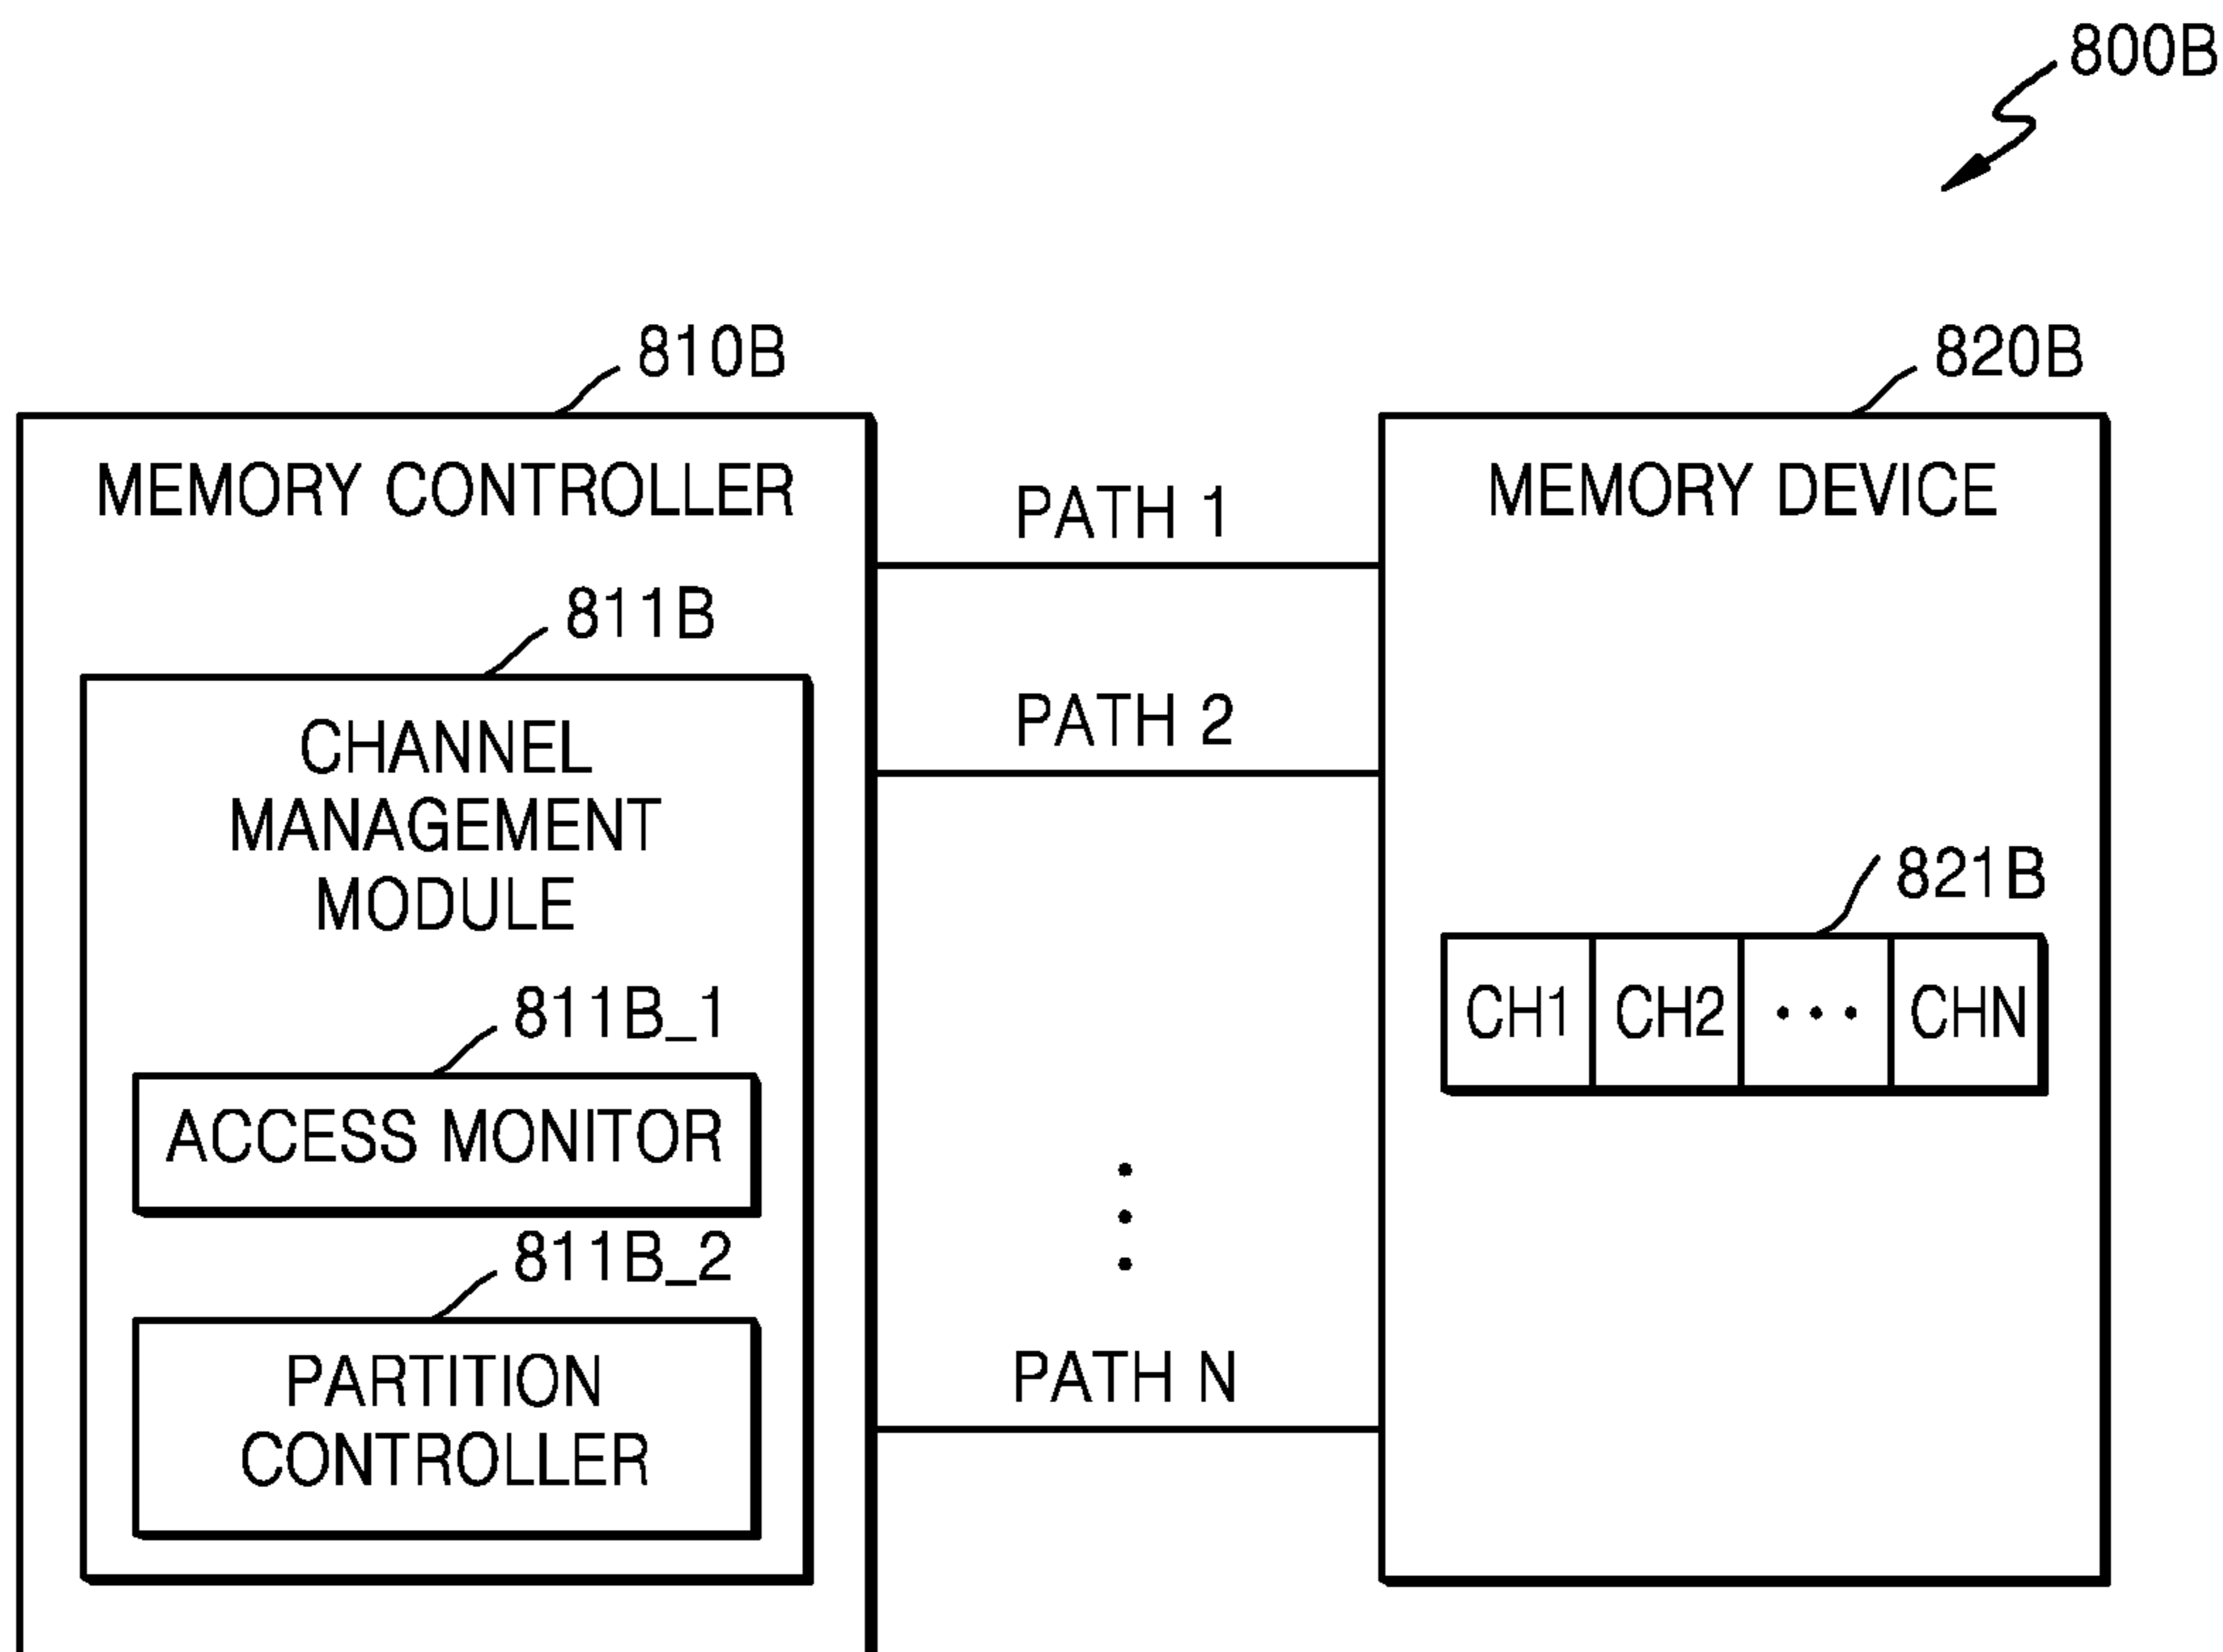 800B
810B
820B
MEMORY CONTROLLER
PATH 1
MEMORY DEVICE
811B
CHANNEL
MANAGEMENT
MODULE
PATH 2
821B
CH1 CH2 ••• CHN
811B_1
ACCESS MONITOR
811B_2
PARTITION
CONTROLLER
PATH N